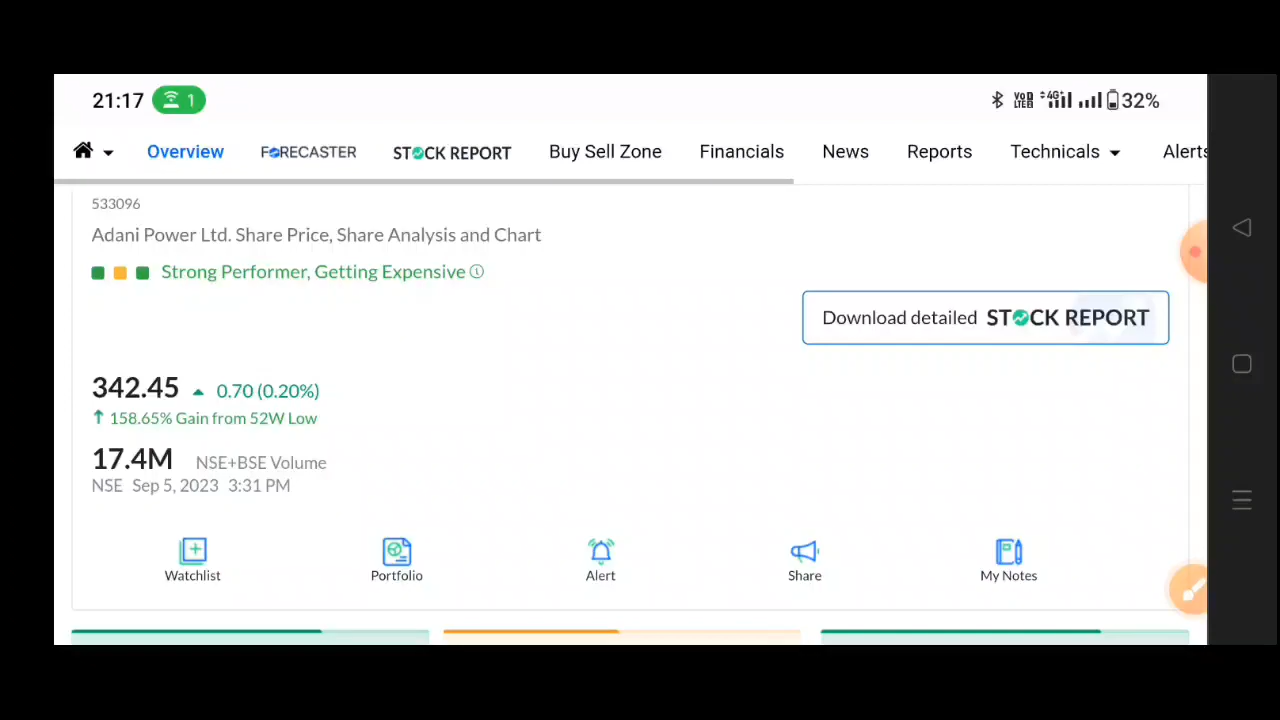 21:17 1 VoD LTE 4G+ 32%
Overview FORECASTER STOCK REPORT Buy Sell Zone Financials News Reports Technicals Alerts
533096
Adani Power Ltd. Share Price, Share Analysis and Chart
Strong Performer, Getting Expensive
Download detailed STOCK REPORT
342.45 0.70 (0.20%)
158.65% Gain from 52W Low
17.4M NSE+BSE Volume
NSE Sep 5, 2023 3:31 PM
Watchlist Portfolio Alert Share My Notes